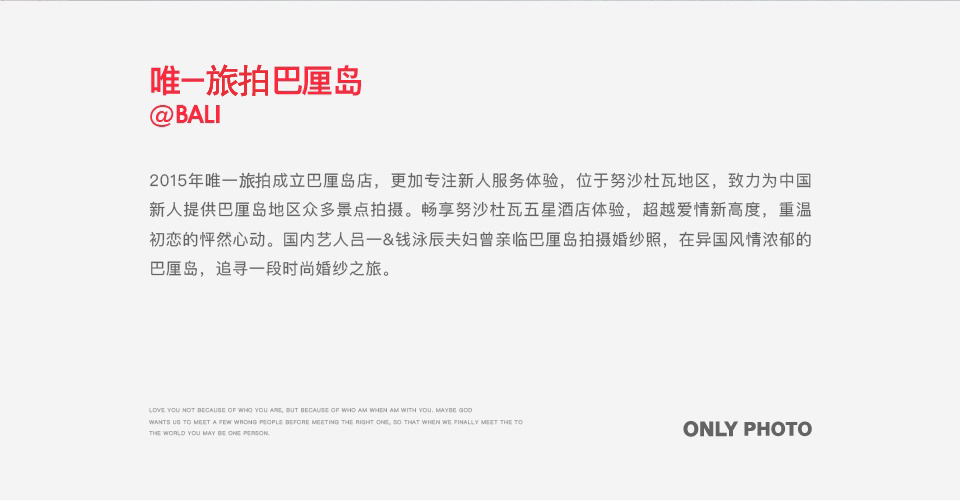 唯一旅拍巴厘岛
@BALI
2015年唯一旅拍成立巴厘岛店，更加专注新人服务体验，位于努沙杜瓦地区，致力为中国
新人提供巴厘岛地区众多景点拍摄。畅享努沙杜瓦五星酒店体验，超越爱情新高度，重温
初恋的怦然心动。国内艺人吕一&钱泳辰夫妇曾亲临巴厘岛拍摄婚纱照，在异国风情浓郁的
巴厘岛，追寻一段时尚婚纱之旅。
LOVE YOU NOT BECAUSE OF WHO YOU ARE, BUT BECAUSE OF WHO AM WHEN AM WITH YOU. MAYBE GOD
WANTS US TO MEET A FEW WRONG PEOPLE BEFORE MEETING THE RIGHT ONE, SO THAT WHEN WE FINALLY MEET THE TO
THE WORLD YOU MAY BE ONE PERSON.
ONLY PHOTO